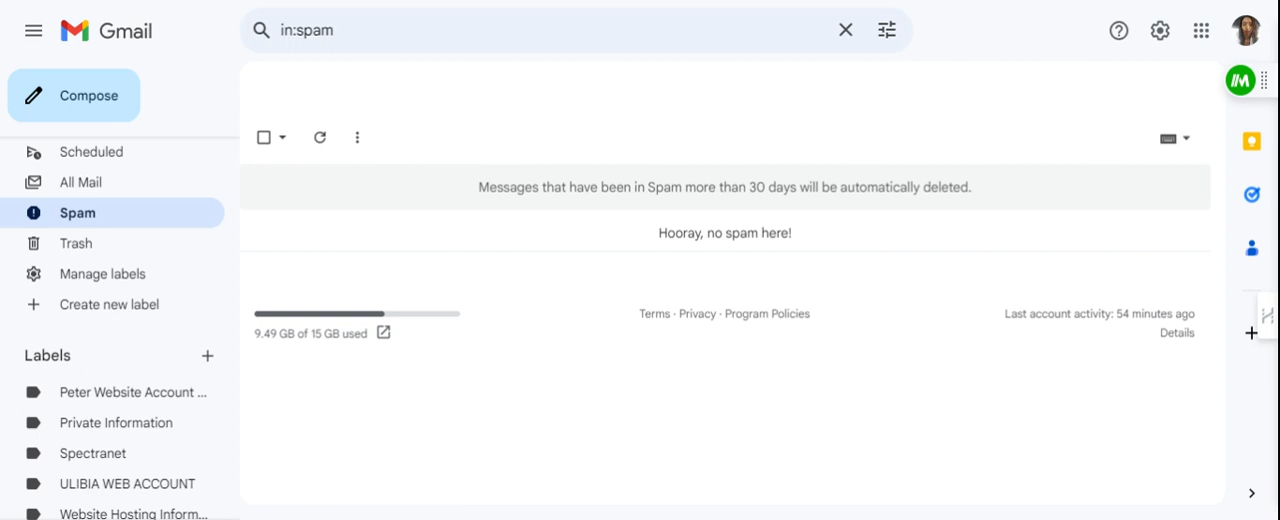 Gmail
in:spam
Compose
Scheduled
All Mail
Spam
Trash
Manage labels
Create new label
Labels
Peter Website Account ...
Private Information
Spectranet
ULIBIA WEB ACCOUNT
Website Hosting Inform...
Messages that have been in Spam more than 30 days will be automatically deleted.
Hooray, no spam here!
9.49 GB of 15 GB used
Terms · Privacy · Program Policies
Last account activity: 54 minutes ago
Details